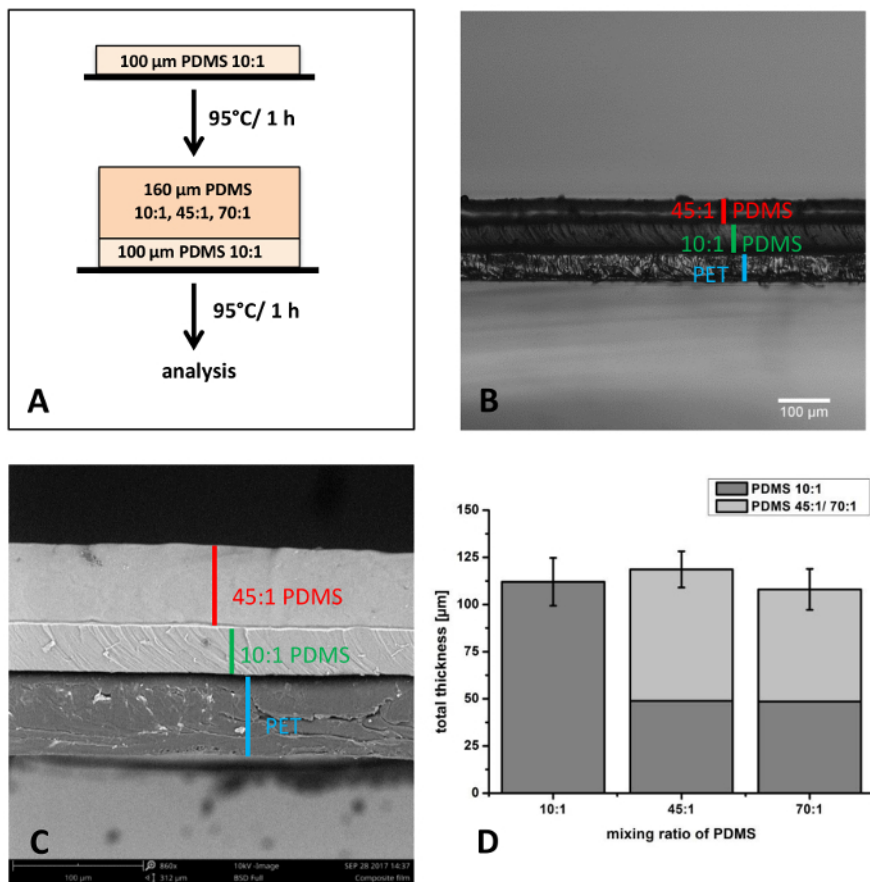 100 µm PDMS 10:1
95°C/ 1 h
160 µm PDMS
10:1, 45:1, 70:1
100 µm PDMS 10:1
95°C/ 1 h
analysis
A
45:1 PDMS
10:1 PDMS
PET
100 µm
B
45:1 PDMS
10:1 PDMS
PET
C
860x 10kV -Image SEP 28 2017 14:37
100 µm 312 µm BSD Full Composite film
PDMS 10:1
PDMS 45:1/ 70:1
total thickness [µm]
150
125
100
75
50
25
0
10:1 45:1 70:1
mixing ratio of PDMS
D